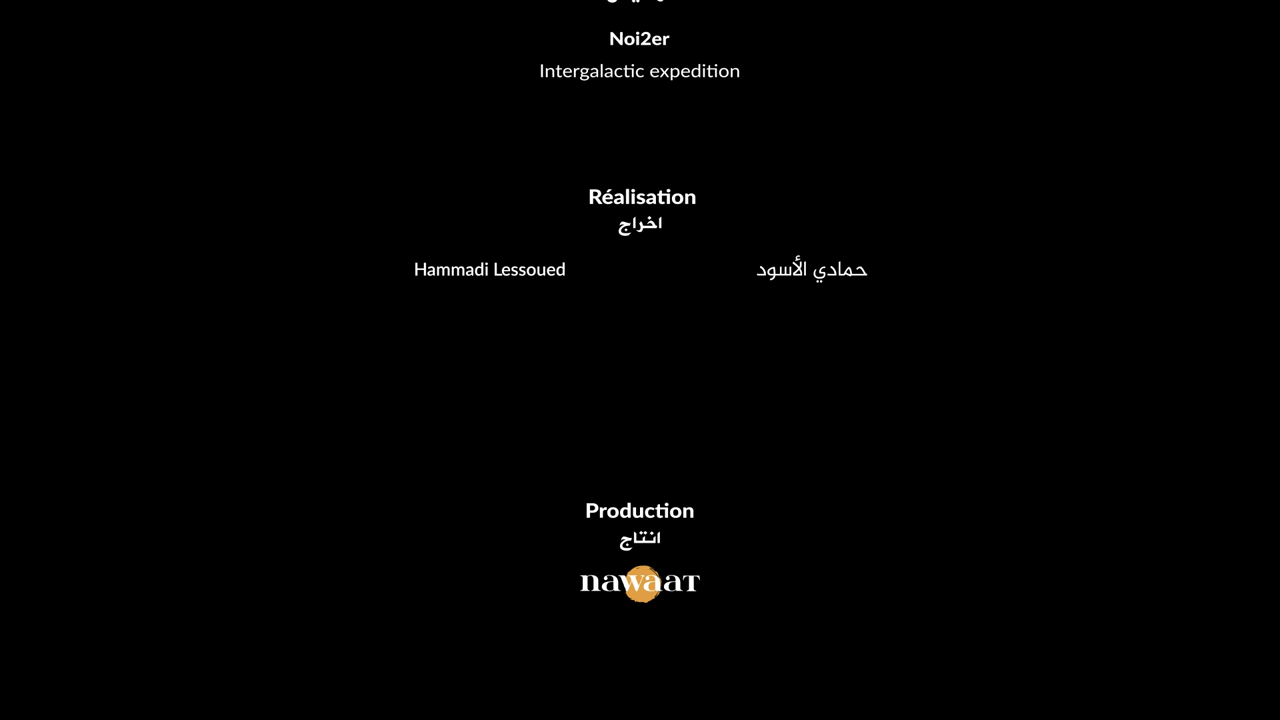 Noi2er
Intergalactic expedition
Réalisation
اخراج
Hammadi Lessoued
حمادي الأسود
Production
انتاج
nawaat